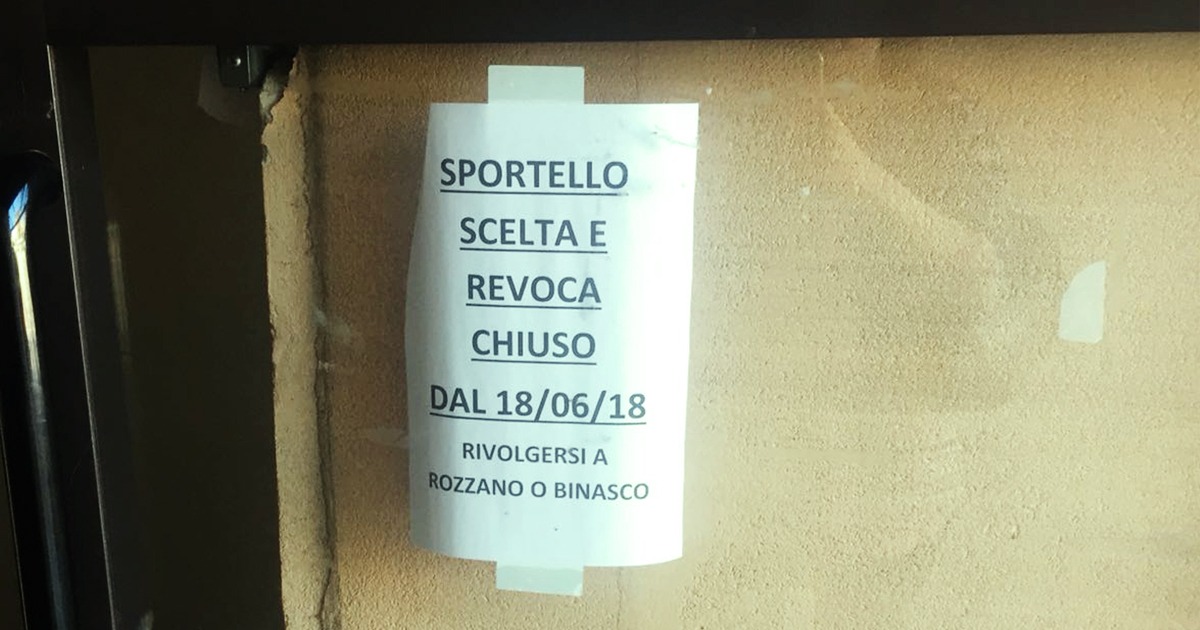 SPORTELLO
SCELTA E
REVOCA
CHIUSO
DAL 18/06/18
RIVOLGERSI A
ROZZANO O BINASCO